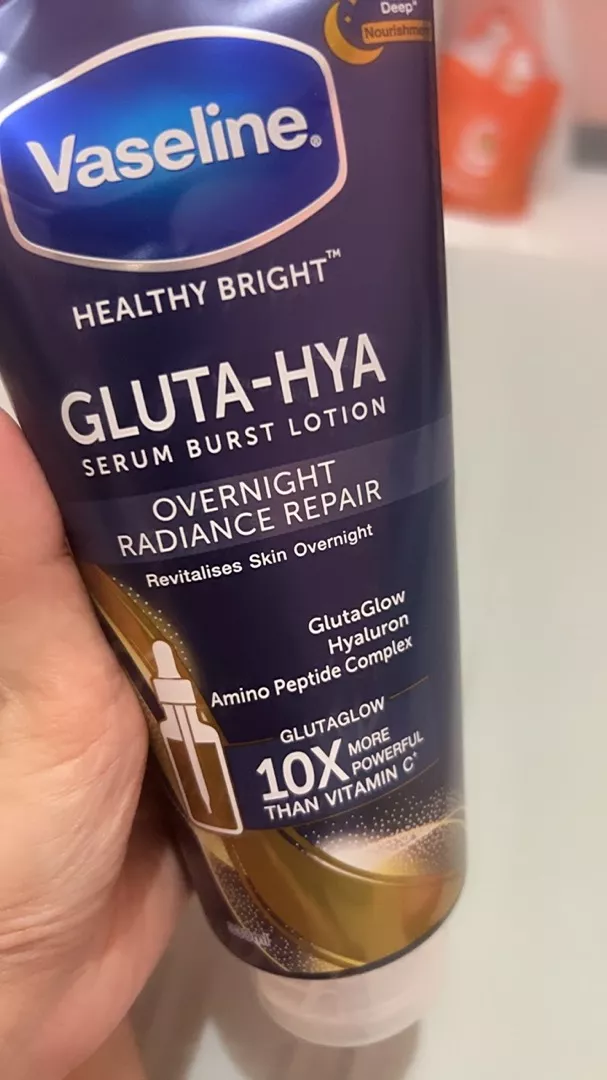 Deep*
Nourishment
Vaseline®
HEALTHY BRIGHT™
GLUTA-HYA
SERUM BURST LOTION
OVERNIGHT
RADIANCE REPAIR
Revitalises Skin Overnight
GlutaGlow
Hyaluron
Amino Peptide Complex
GLUTAGLOW
10X MORE POWERFUL
THAN VITAMIN C*